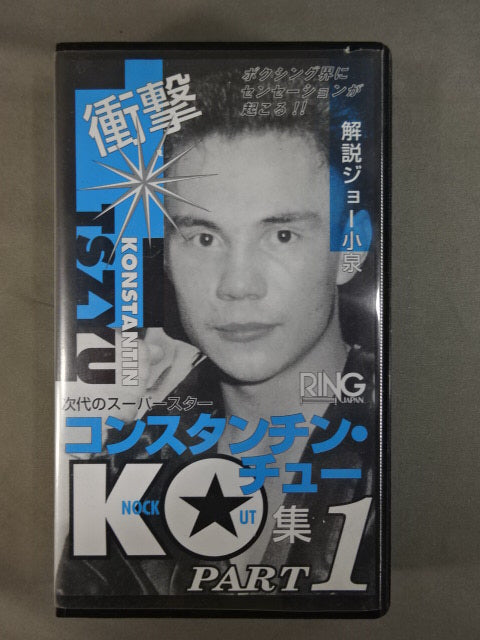 ボクシング界に
センセーションが
起こる!!
衝撃
解説ジョー小泉
KONSTANTIN
TSZYU
RING
JAPAN
次代のスーパースター
コンスタンチン・
チュー
KO
NOCK
UT
集
PART 1